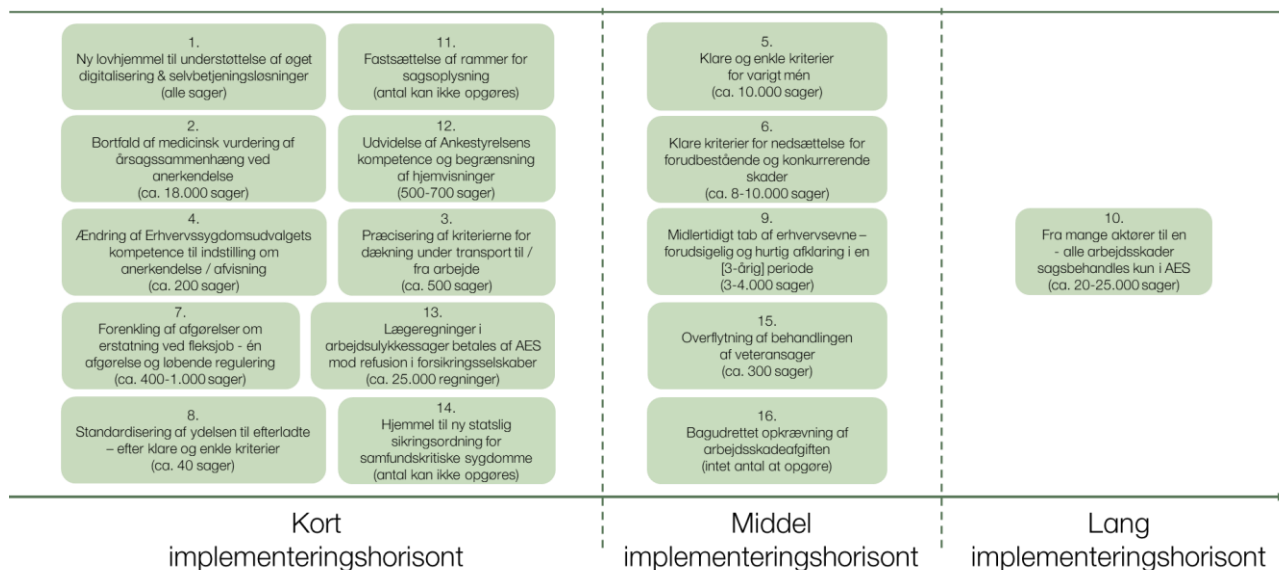 1.
Ny lovhjemmel til understøttelse af øget
digitalisering & selvbetjeningsløsninger
(alle sager)
11.
Fastsættelse af rammer for
sagsoplysning
(antal kan ikke opgøres)
2.
Bortfald af medicinsk vurdering af
årsagssammenhæng ved
anerkendelse
(ca. 18.000 sager)
12.
Udvidelse af Ankestyrelsens
kompetence og begrænsning
af hjemvisninger
(500-700 sager)
4.
Ændring af Erhvervssygdomsudvalgets
kompetence til indstilling om
anerkendelse / afvisning
(ca. 200 sager)
3.
Præcisering af kriterierne for
dækning under transport til /
fra arbejde
(ca. 500 sager)
7.
Forenkling af afgørelser om
erstatning ved fleksjob - én
afgørelse og løbende regulering
(ca. 400-1.000 sager)
13.
Lægeregninger i
arbejdsulykkessager betales af AES
mod refusion i forsikringsselskaber
(ca. 25.000 regninger)
8.
Standardisering af ydelsen til efterladte
– efter klare og enkle kriterier
(ca. 40 sager)
14.
Hjemmel til ny statslig
sikringsordning for
samfundskritiske sygdomme
(antal kan ikke opgøres)
Kort
implementeringshorisont
5.
Klare og enkle kriterier
for varigt mén
(ca. 10.000 sager)
6.
Klare kriterier for nedsættelse for
forudbestående og konkurrerende
skader
(ca. 8-10.000 sager)
9.
Midlertidigt tab af erhvervsevne –
forudsigelig og hurtig afklaring i en
[3-årig] periode
(3-4.000 sager)
15.
Overflytning af behandlingen
af veteransager
(ca. 300 sager)
16.
Bagudrettet opkrævning af
arbejdsskadeafgiften
(intet antal at opgøre)
Middel
implementeringshorisont
10.
Fra mange aktører til en
- alle arbejdsskader
sagsbehandles kun i AES
(ca. 20-25.000 sager)
Lang
implementeringshorisont